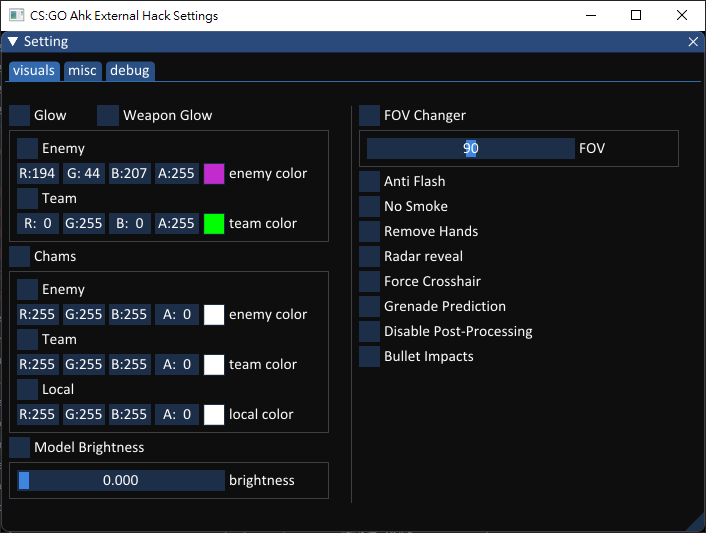 CS:GO Ahk External Hack Settings
Setting
visuals misc debug
Glow Weapon Glow
Enemy
R:194 G: 44 B:207 A:255 enemy color
Team
R: 0 G:255 B: 0 A:255 team color
Chams
Enemy
R:255 G:255 B:255 A: 0 enemy color
Team
R:255 G:255 B:255 A: 0 team color
Local
R:255 G:255 B:255 A: 0 local color
Model Brightness
0.000 brightness
FOV Changer
90 FOV
Anti Flash
No Smoke
Remove Hands
Radar reveal
Force Crosshair
Grenade Prediction
Disable Post-Processing
Bullet Impacts